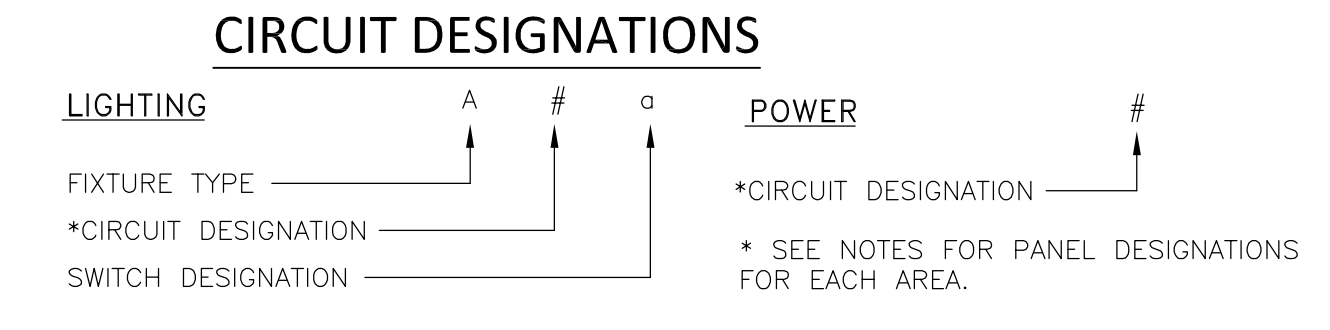 CIRCUIT DESIGNATIONS
LIGHTING A # a
FIXTURE TYPE
*CIRCUIT DESIGNATION
SWITCH DESIGNATION
POWER #
*CIRCUIT DESIGNATION
* SEE NOTES FOR PANEL DESIGNATIONS
FOR EACH AREA.